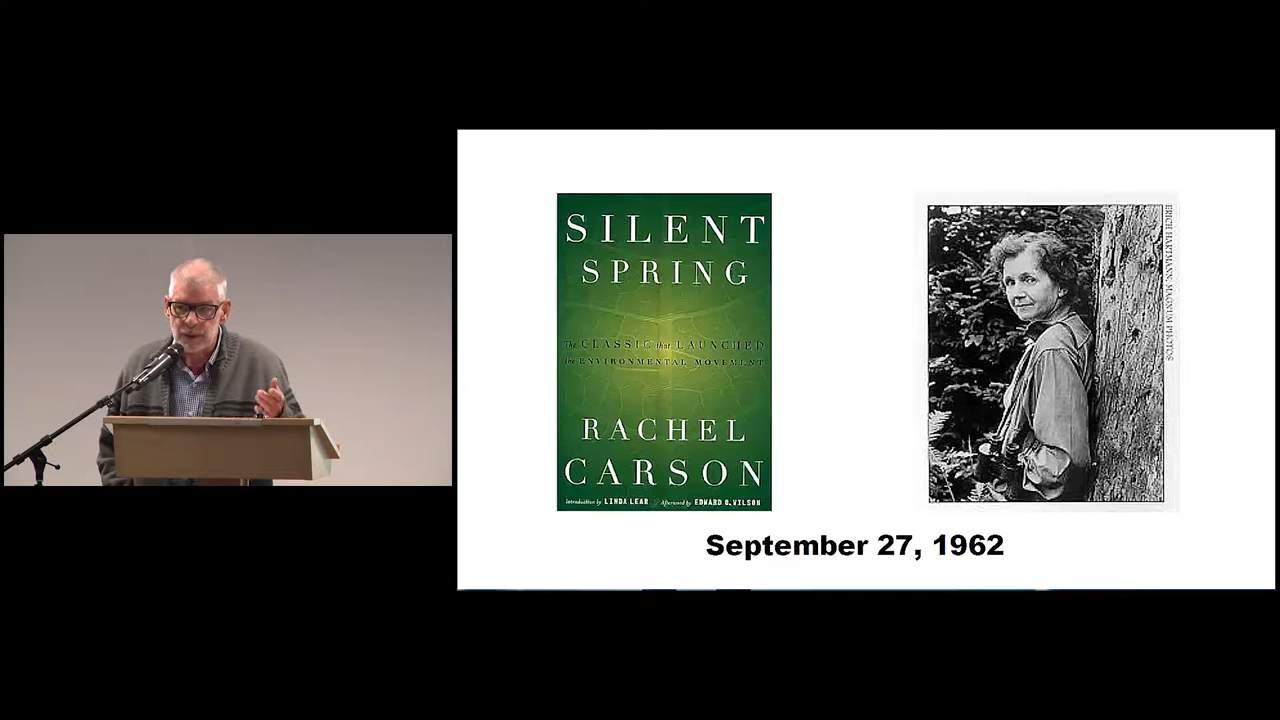 SILENT
SPRING
The CLASSIC that LAUNCHED
the ENVIRONMENTAL MOVEMENT
RACHEL
CARSON
Introduction by LINDA LEAR Afterword by EDWARD O. WILSON
ERICH HARTMANN, MAGNUM PHOTOS
September 27, 1962